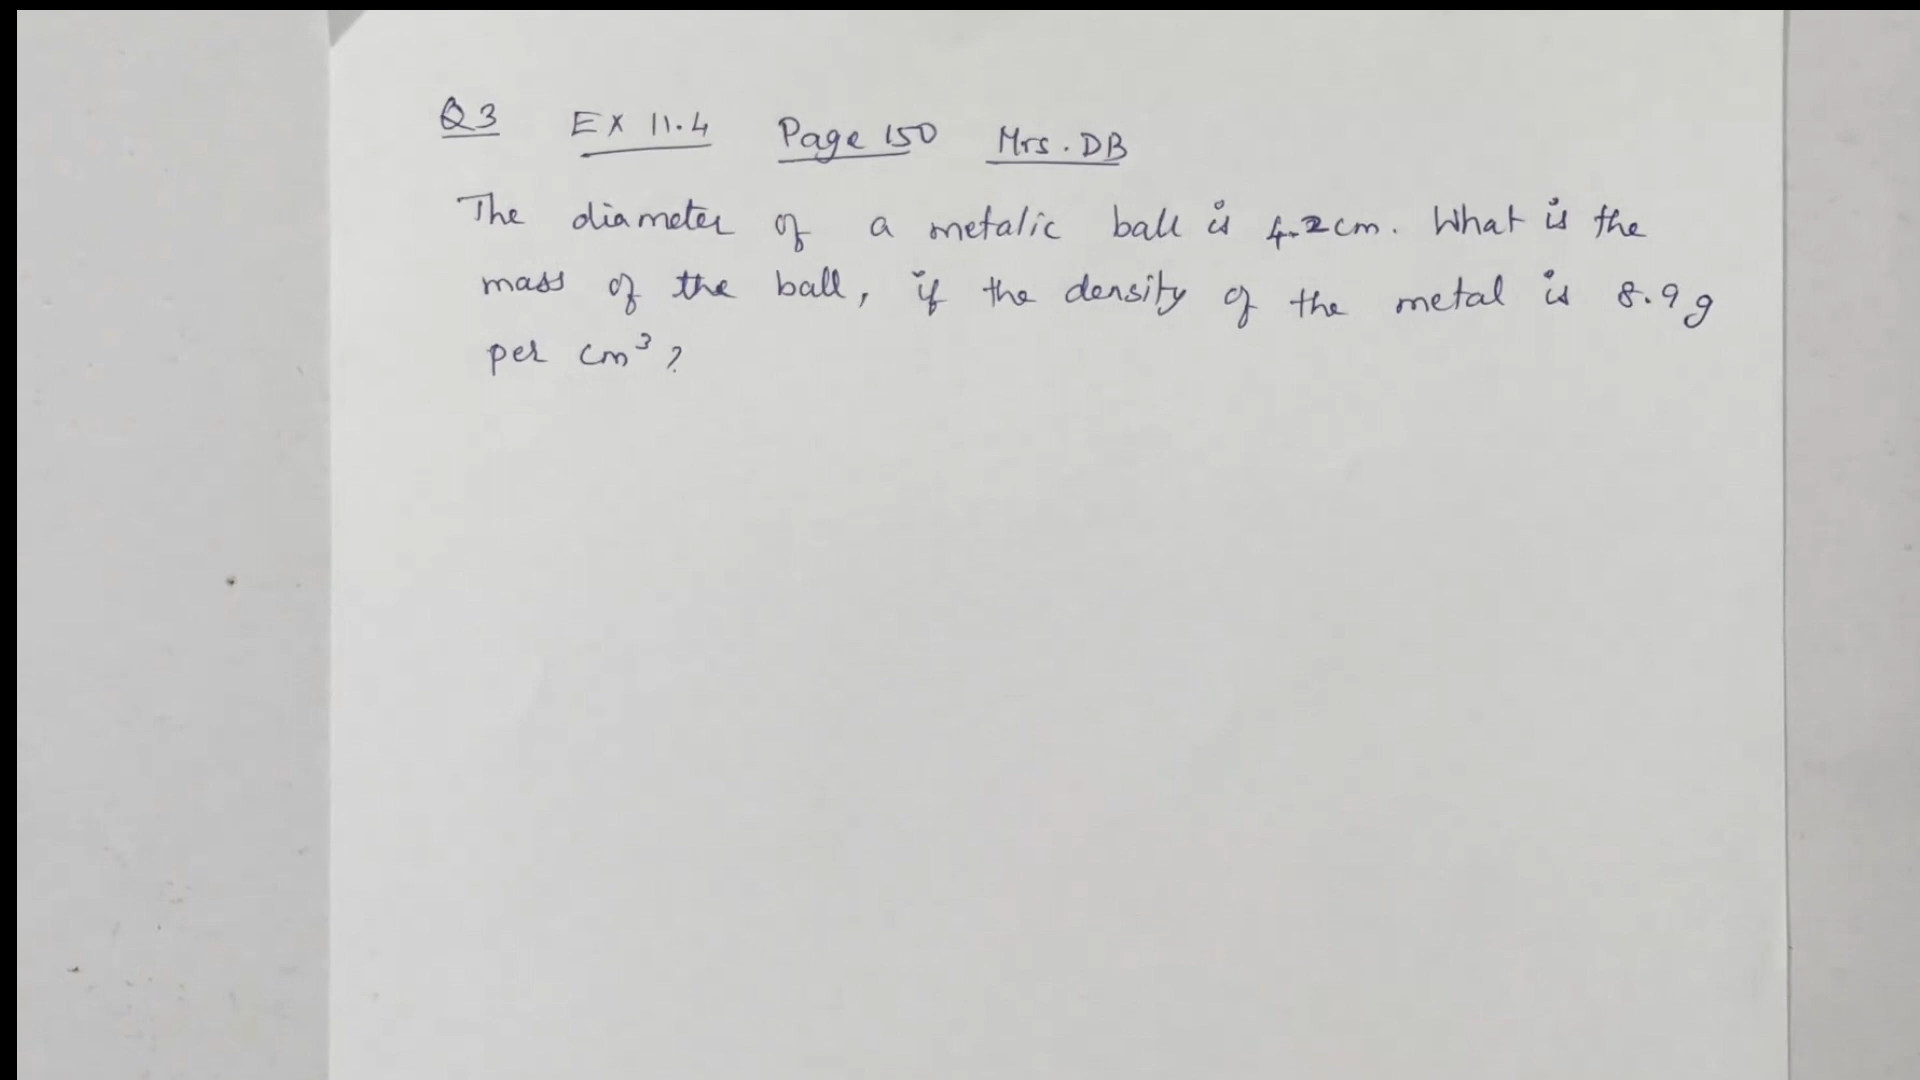 Q3 Ex 11.4 Page 150 Mrs. DB
The diameter of a metalic ball is 4.2cm. What is the
mass of the ball, if the density of the metal is 8.9g
per cm³?